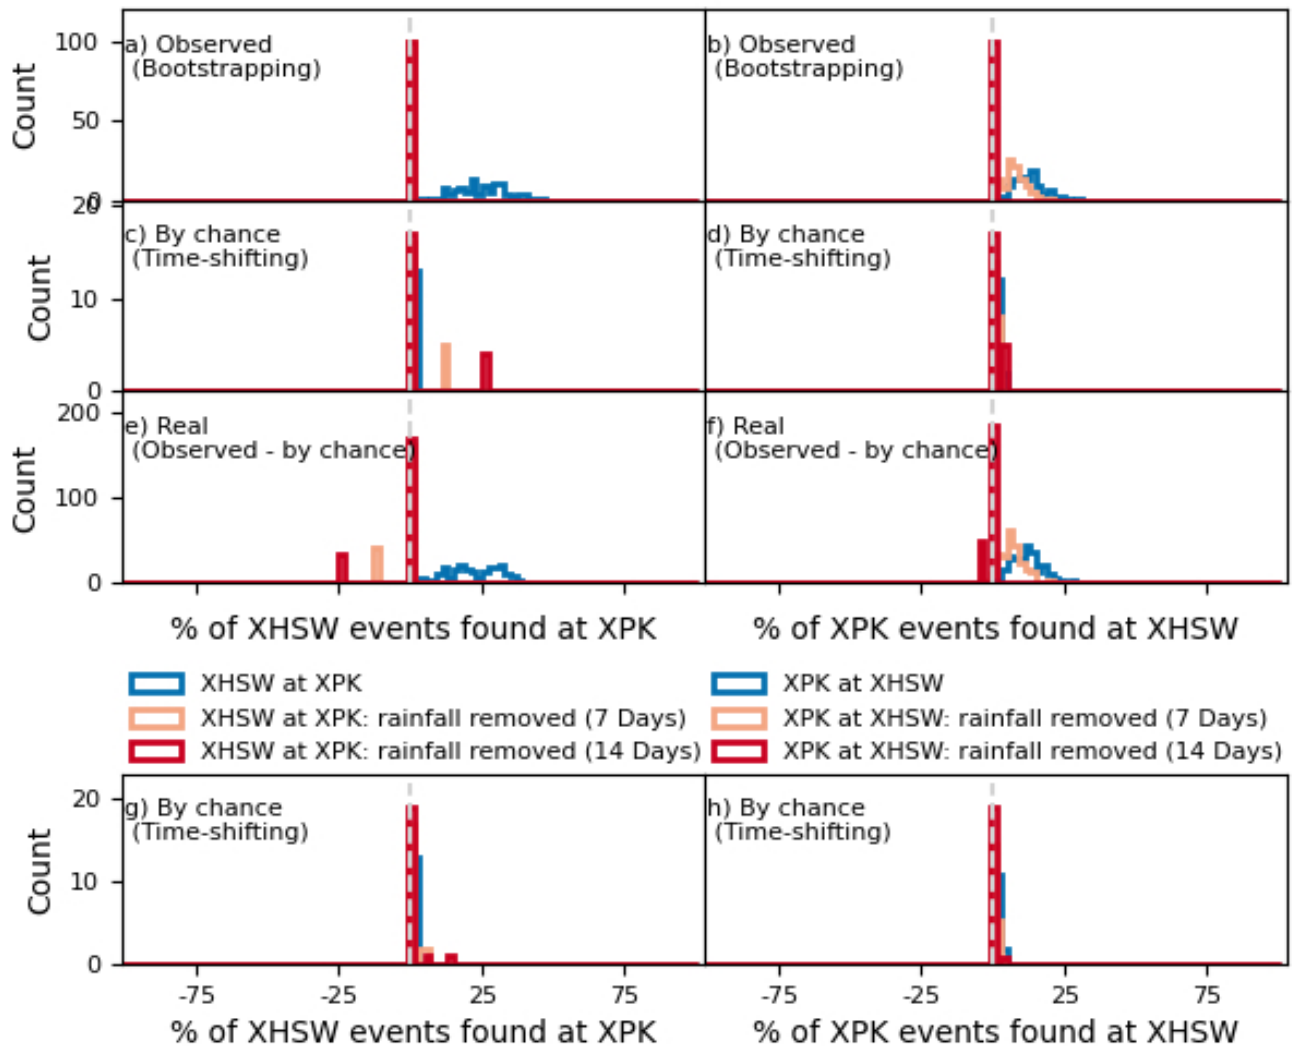 a) Observed
(Bootstrapping)
b) Observed
(Bootstrapping)
Count
100
50
0
c) By chance
(Time-shifting)
d) By chance
(Time-shifting)
Count
20
10
0
e) Real
(Observed - by chance)
f) Real
(Observed - by chance)
Count
200
100
0
% of XHSW events found at XPK
% of XPK events found at XHSW
XHSW at XPK
XHSW at XPK: rainfall removed (7 Days)
XHSW at XPK: rainfall removed (14 Days)
XPK at XHSW
XPK at XHSW: rainfall removed (7 Days)
XPK at XHSW: rainfall removed (14 Days)
g) By chance
(Time-shifting)
h) By chance
(Time-shifting)
Count
20
10
0
-75 -25 25 75
-75 -25 25 75
% of XHSW events found at XPK
% of XPK events found at XHSW